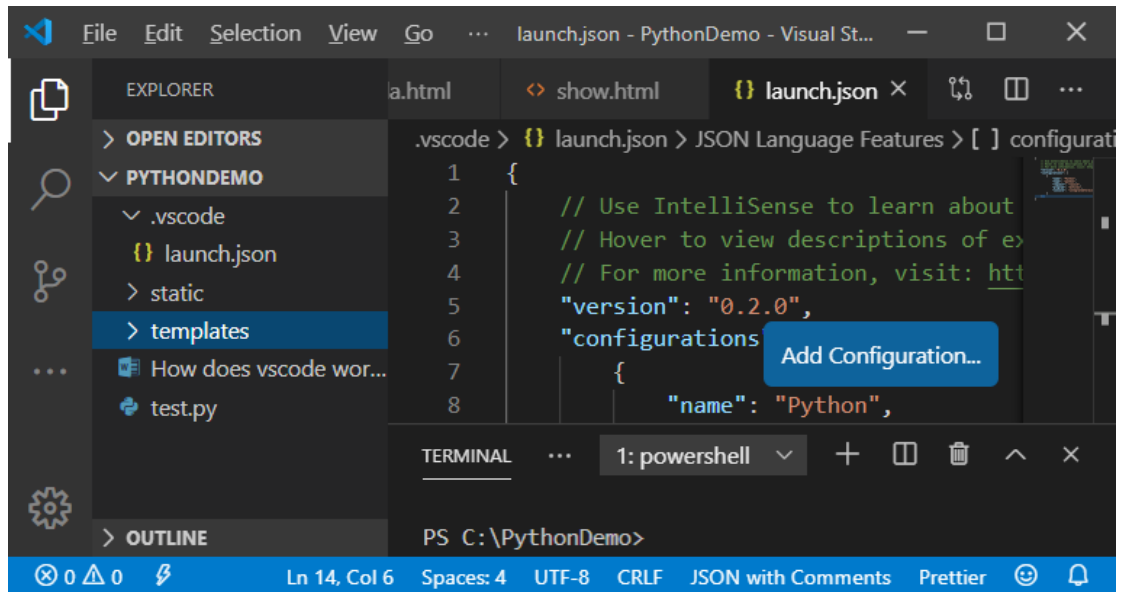 File Edit Selection View Go ··· launch.json - PythonDemo - Visual St...
EXPLORER
a.html show.html {} launch.json ···
OPEN EDITORS
.vscode > {} launch.json > JSON Language Features > [ ] configurati
PYTHONDEMO
.vscode
{} launch.json
static
templates
How does vscode wor...
test.py
OUTLINE
1 {
2 // Use IntelliSense to learn about
3 // Hover to view descriptions of ex
4 // For more information, visit: htt
5 "version": "0.2.0",
6 "configurations
Add Configuration...
7 {
8 "name": "Python",
TERMINAL ··· 1: powershell
PS C:\PythonDemo>
0 0 Ln 14, Col 6 Spaces: 4 UTF-8 CRLF JSON with Comments Prettier